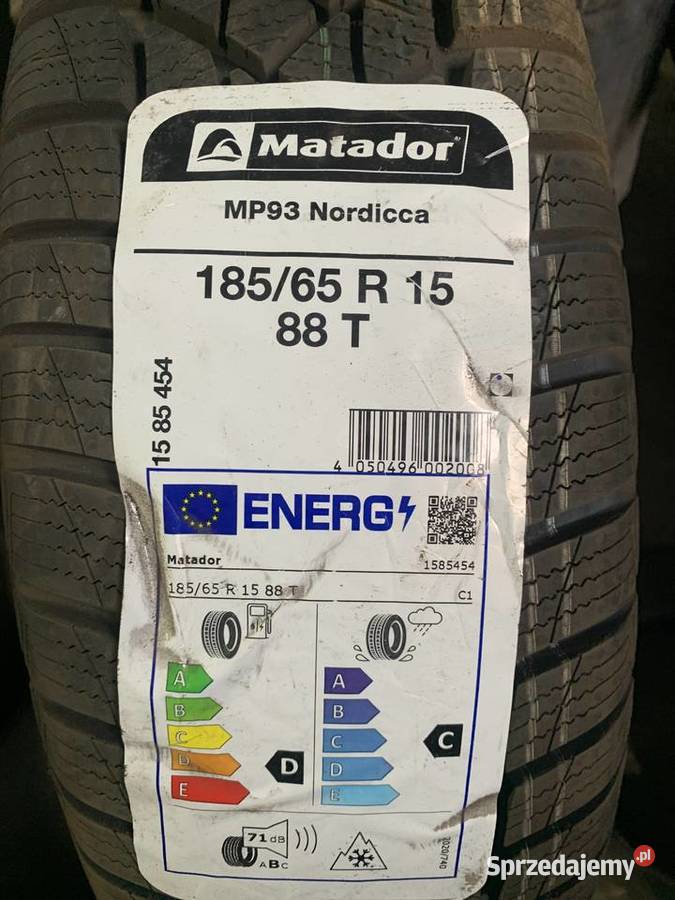 Matador
MP93 Nordicca
185/65 R 15
88 T
15 85 454
4 050496 002008
ENERG
Matador
1585454
185/65 R 15 88 T
C1
A
B
C
D
E
D
A
B
C
D
E
C
71 dB
ABC
2020/740
Sprzedajemy.pl